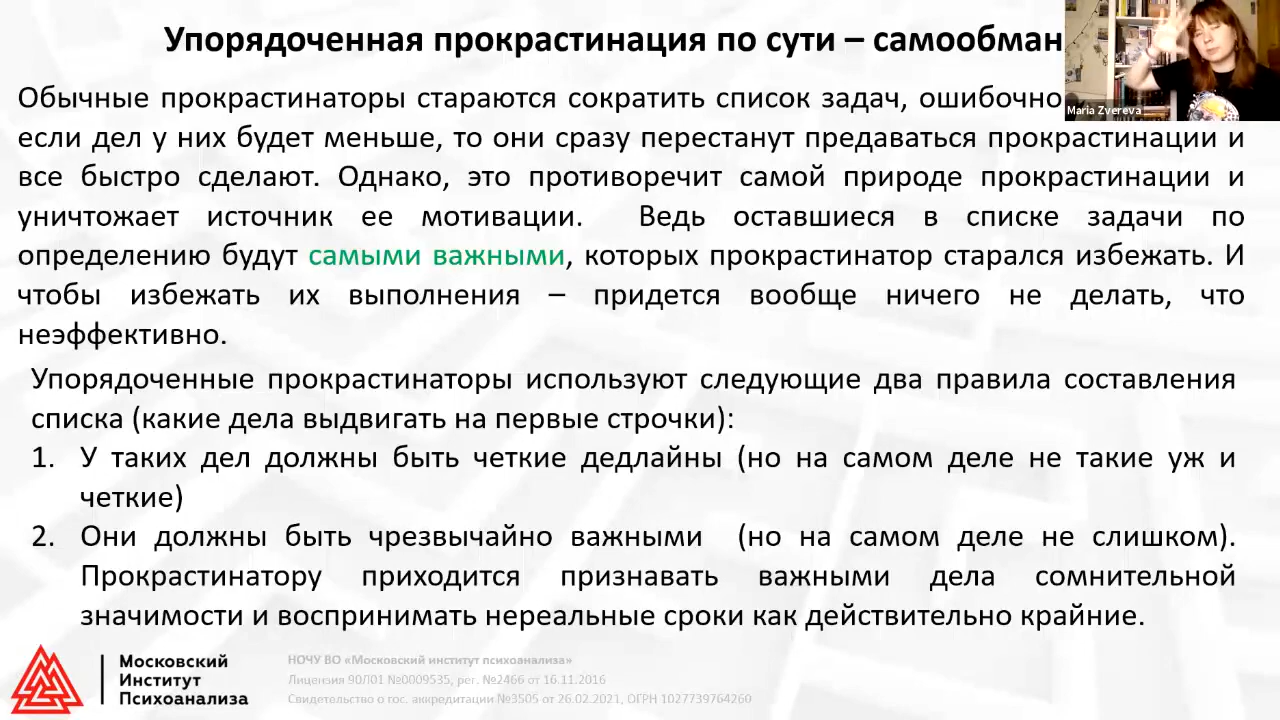 Упорядоченная прокрастинация по сути – самообман
Maria Zvereva
Обычные прокрастинаторы стараются сократить список задач, ошибочно
если дел у них будет меньше, то они сразу перестанут предаваться прокрастинации и
все быстро сделают. Однако, это противоречит самой природе прокрастинации и
уничтожает источник ее мотивации. Ведь оставшиеся в списке задачи по
определению будут самыми важными, которых прокрастинатор старался избежать. И
чтобы избежать их выполнения – придется вообще ничего не делать, что
неэффективно.
Упорядоченные прокрастинаторы используют следующие два правила составления
списка (какие дела выдвигать на первые строчки):
1. У таких дел должны быть четкие дедлайны (но на самом деле не такие уж и
четкие)
2. Они должны быть чрезвычайно важными (но на самом деле не слишком).
Прокрастинатору приходится признавать важными дела сомнительной
значимости и воспринимать нереальные сроки как действительно крайние.
Московский
Институт
Психоанализа
НОЧУ ВО «Московский институт психоанализа»
Лицензия 90Л01 №0009535, рег. №2466 от 16.11.2016
Свидетельство о гос. аккредитации №3505 от 26.02.2021, ОГРН 1027739764260